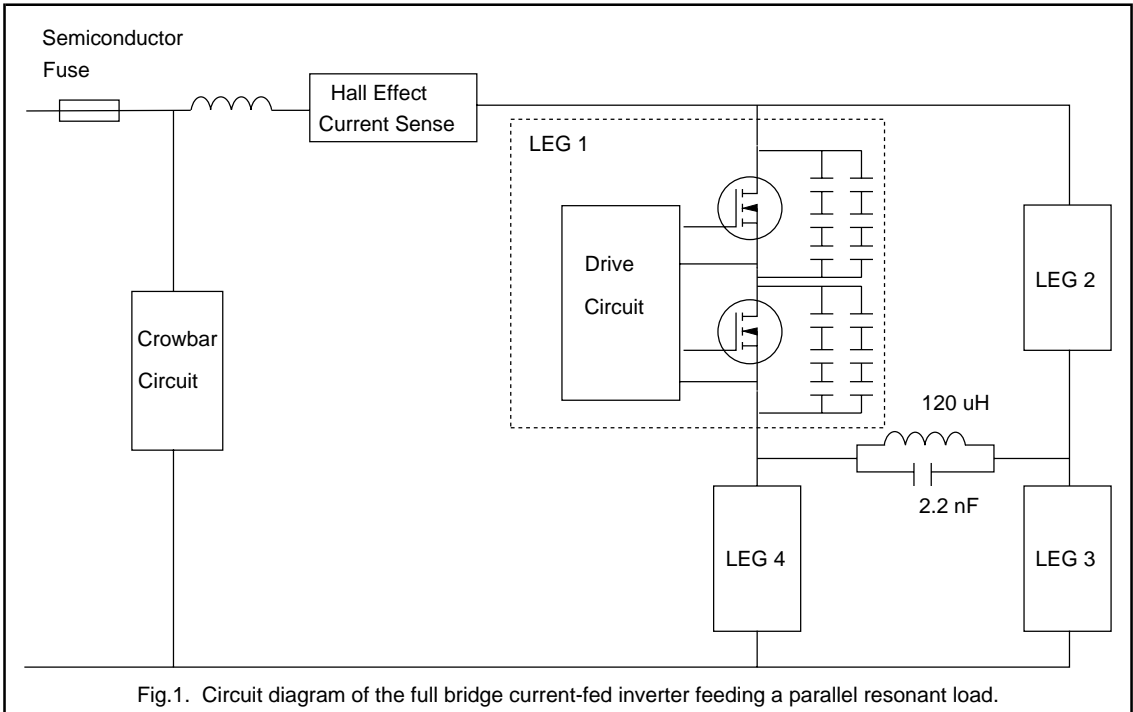 Semiconductor
Fuse
Hall Effect
Current Sense
LEG 1
Drive
Circuit
LEG 2
Crowbar
Circuit
120 uH
2.2 nF
LEG 4
LEG 3
Fig.1. Circuit diagram of the full bridge current-fed inverter feeding a parallel resonant load.